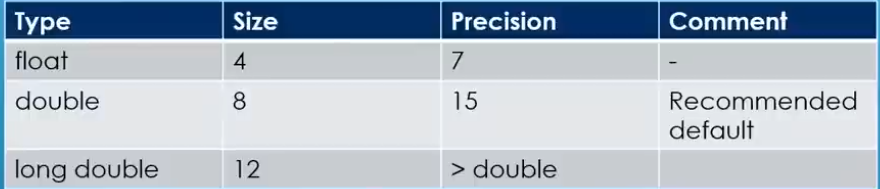 Type Size Precision Comment
float 4 7 -
double 8 15 Recommended
default
long double 12 > double